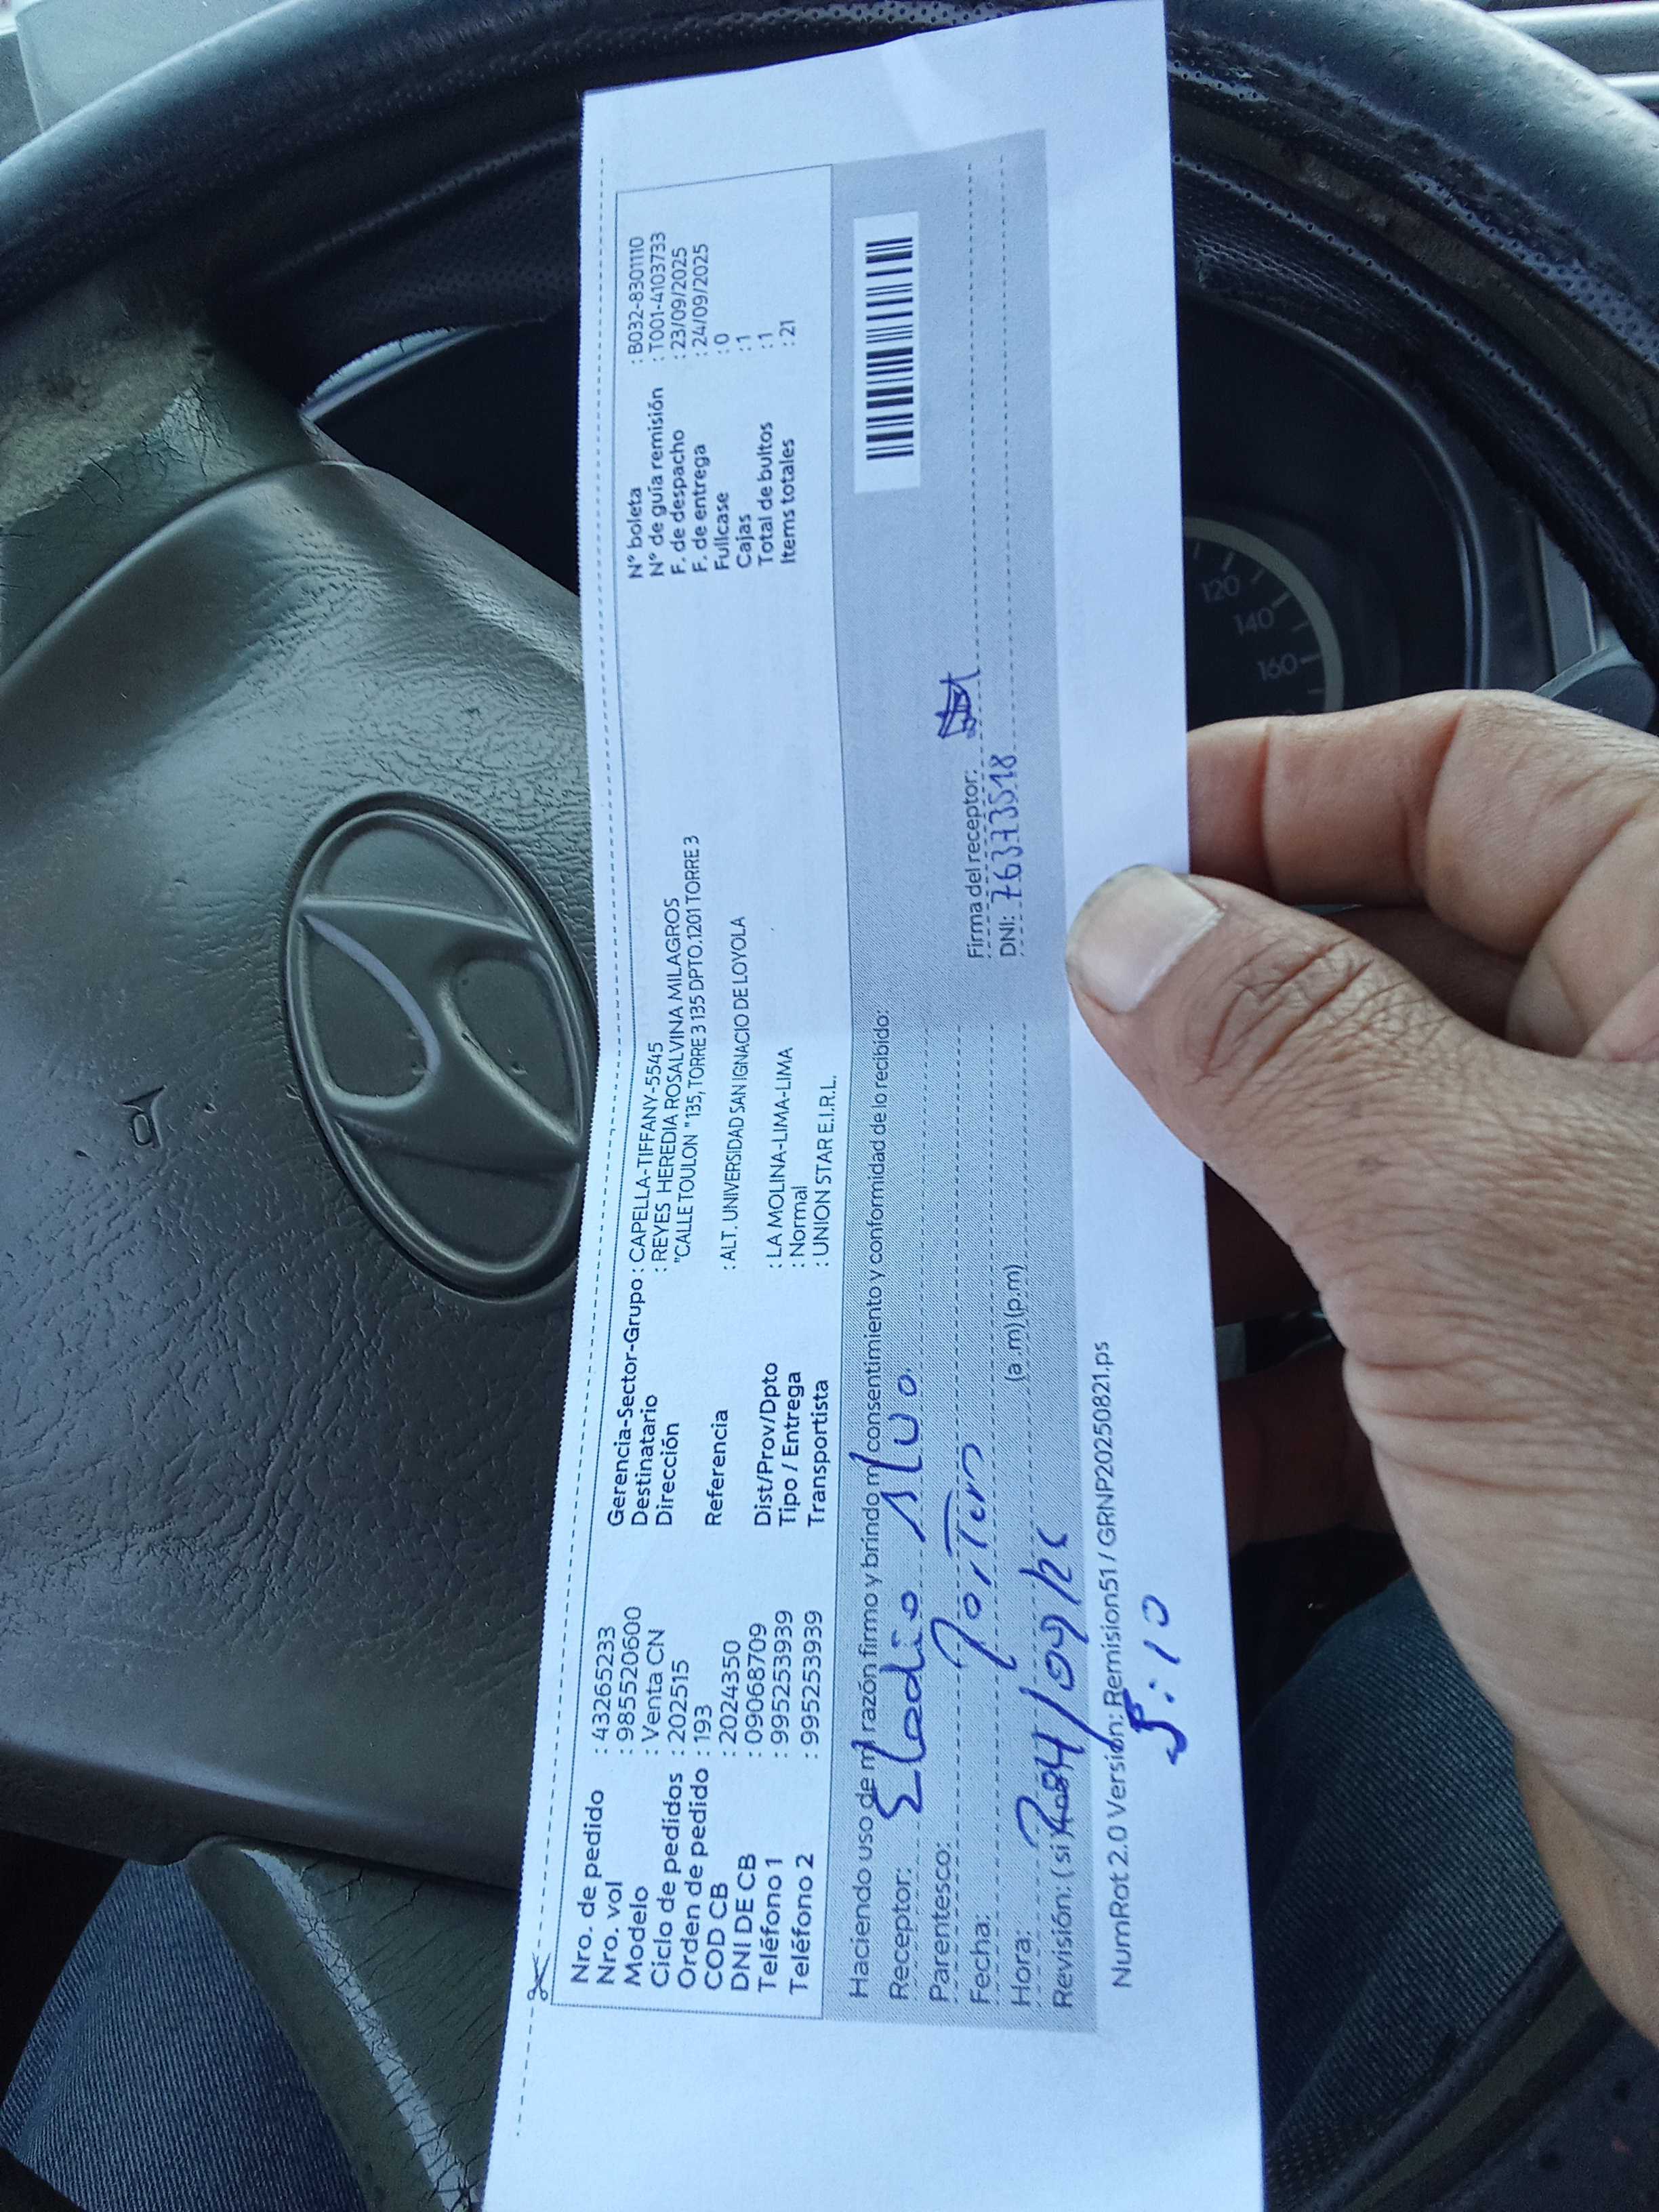 Nro. de pedido : 43265233
Nro. vol : 9855520600
Modelo : Venta CN
Ciclo de pedidos : 202515
Orden de pedido : 193
COD CB : 2024350
DNI DE CB : 09068709
Teléfono 1 : 995253939
Teléfono 2 : 995253939
Gerencia-Sector-Grupo : CAPELLA-TIFFANY-5545
Destinatario : REYES HEREDIA ROSALVINA MILAGROS
Dirección "CALLE TOULON "135, TORRE 3 135 DPTO.1201 TORRE 3
Referencia : ALT. UNIVERSIDAD SAN IGNACIO DE LOYOLA
Dist/Prov/Dpto : LA MOLINA-LIMA-LIMA
Tipo / Entrega : Normal
Transportista : UNION STAR E.I.R.L.
N° boleta : B032-8301110
N° de guía remisión : T001-4103733
F. de despacho : 23/09/2025
F. de entrega : 24/09/2025
Fullcase : 0
Cajas : 1
Total de bultos : 1
Items totales : 21
Haciendo uso de mi razón firmo y brindo mi consentimiento y conformidad de lo recibido:
Receptor: Eladio
Parentesco: Porter
Fecha:
Hora: (a.m) (p.m)
Revisión: (si)
Firma del receptor:
DNI: 76373518
NumRot 2.0 Versión: Remision51 / GRNP20250821.ps
5:10
120
140
160